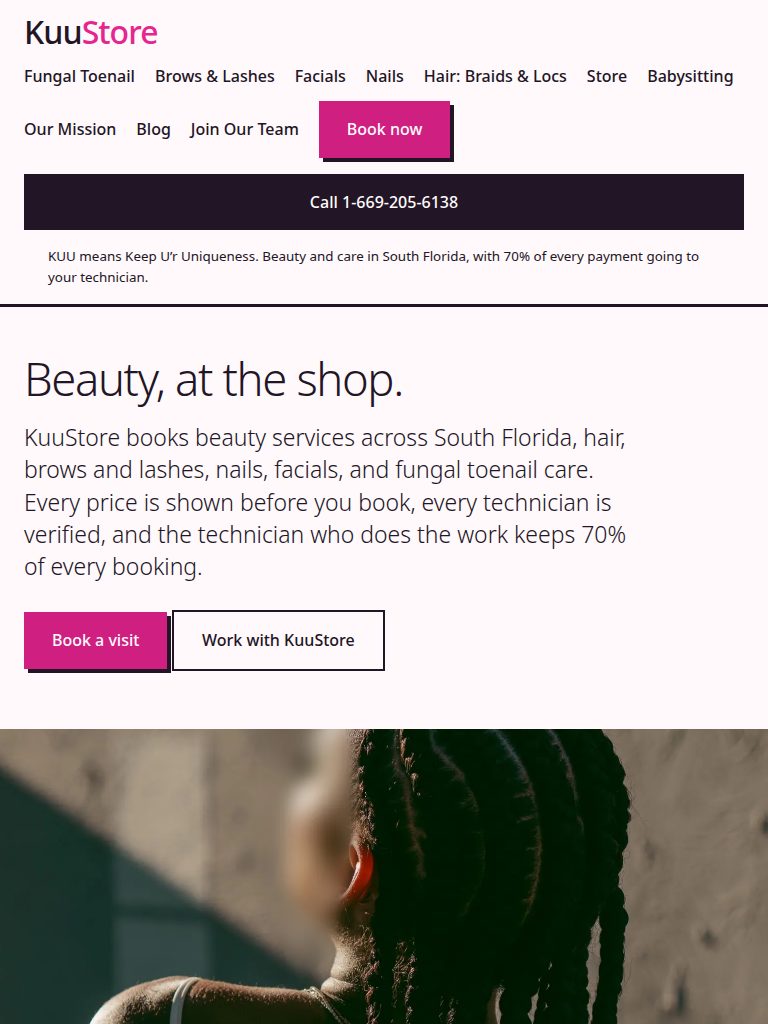 KuuStore
Fungal Toenail Brows & Lashes Facials Nails Hair: Braids & Locs Store Babysitting
Our Mission Blog Join Our Team Book now
Call 1-669-205-6138
KUU means Keep U'r Uniqueness. Beauty and care in South Florida, with 70% of every payment going to
your technician.
Beauty, at the shop.
KuuStore books beauty services across South Florida, hair,
brows and lashes, nails, facials, and fungal toenail care.
Every price is shown before you book, every technician is
verified, and the technician who does the work keeps 70%
of every booking.
Book a visit Work with KuuStore